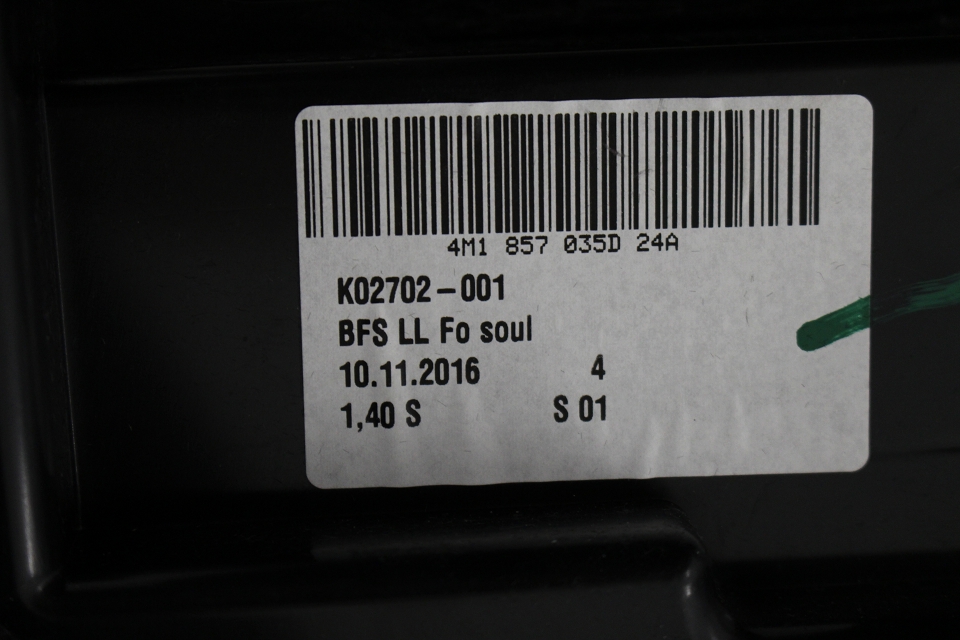 4M1 857 035D 24A
K02702-001
BFS LL Fo soul
10.11.2016 4
1,40 S S 01